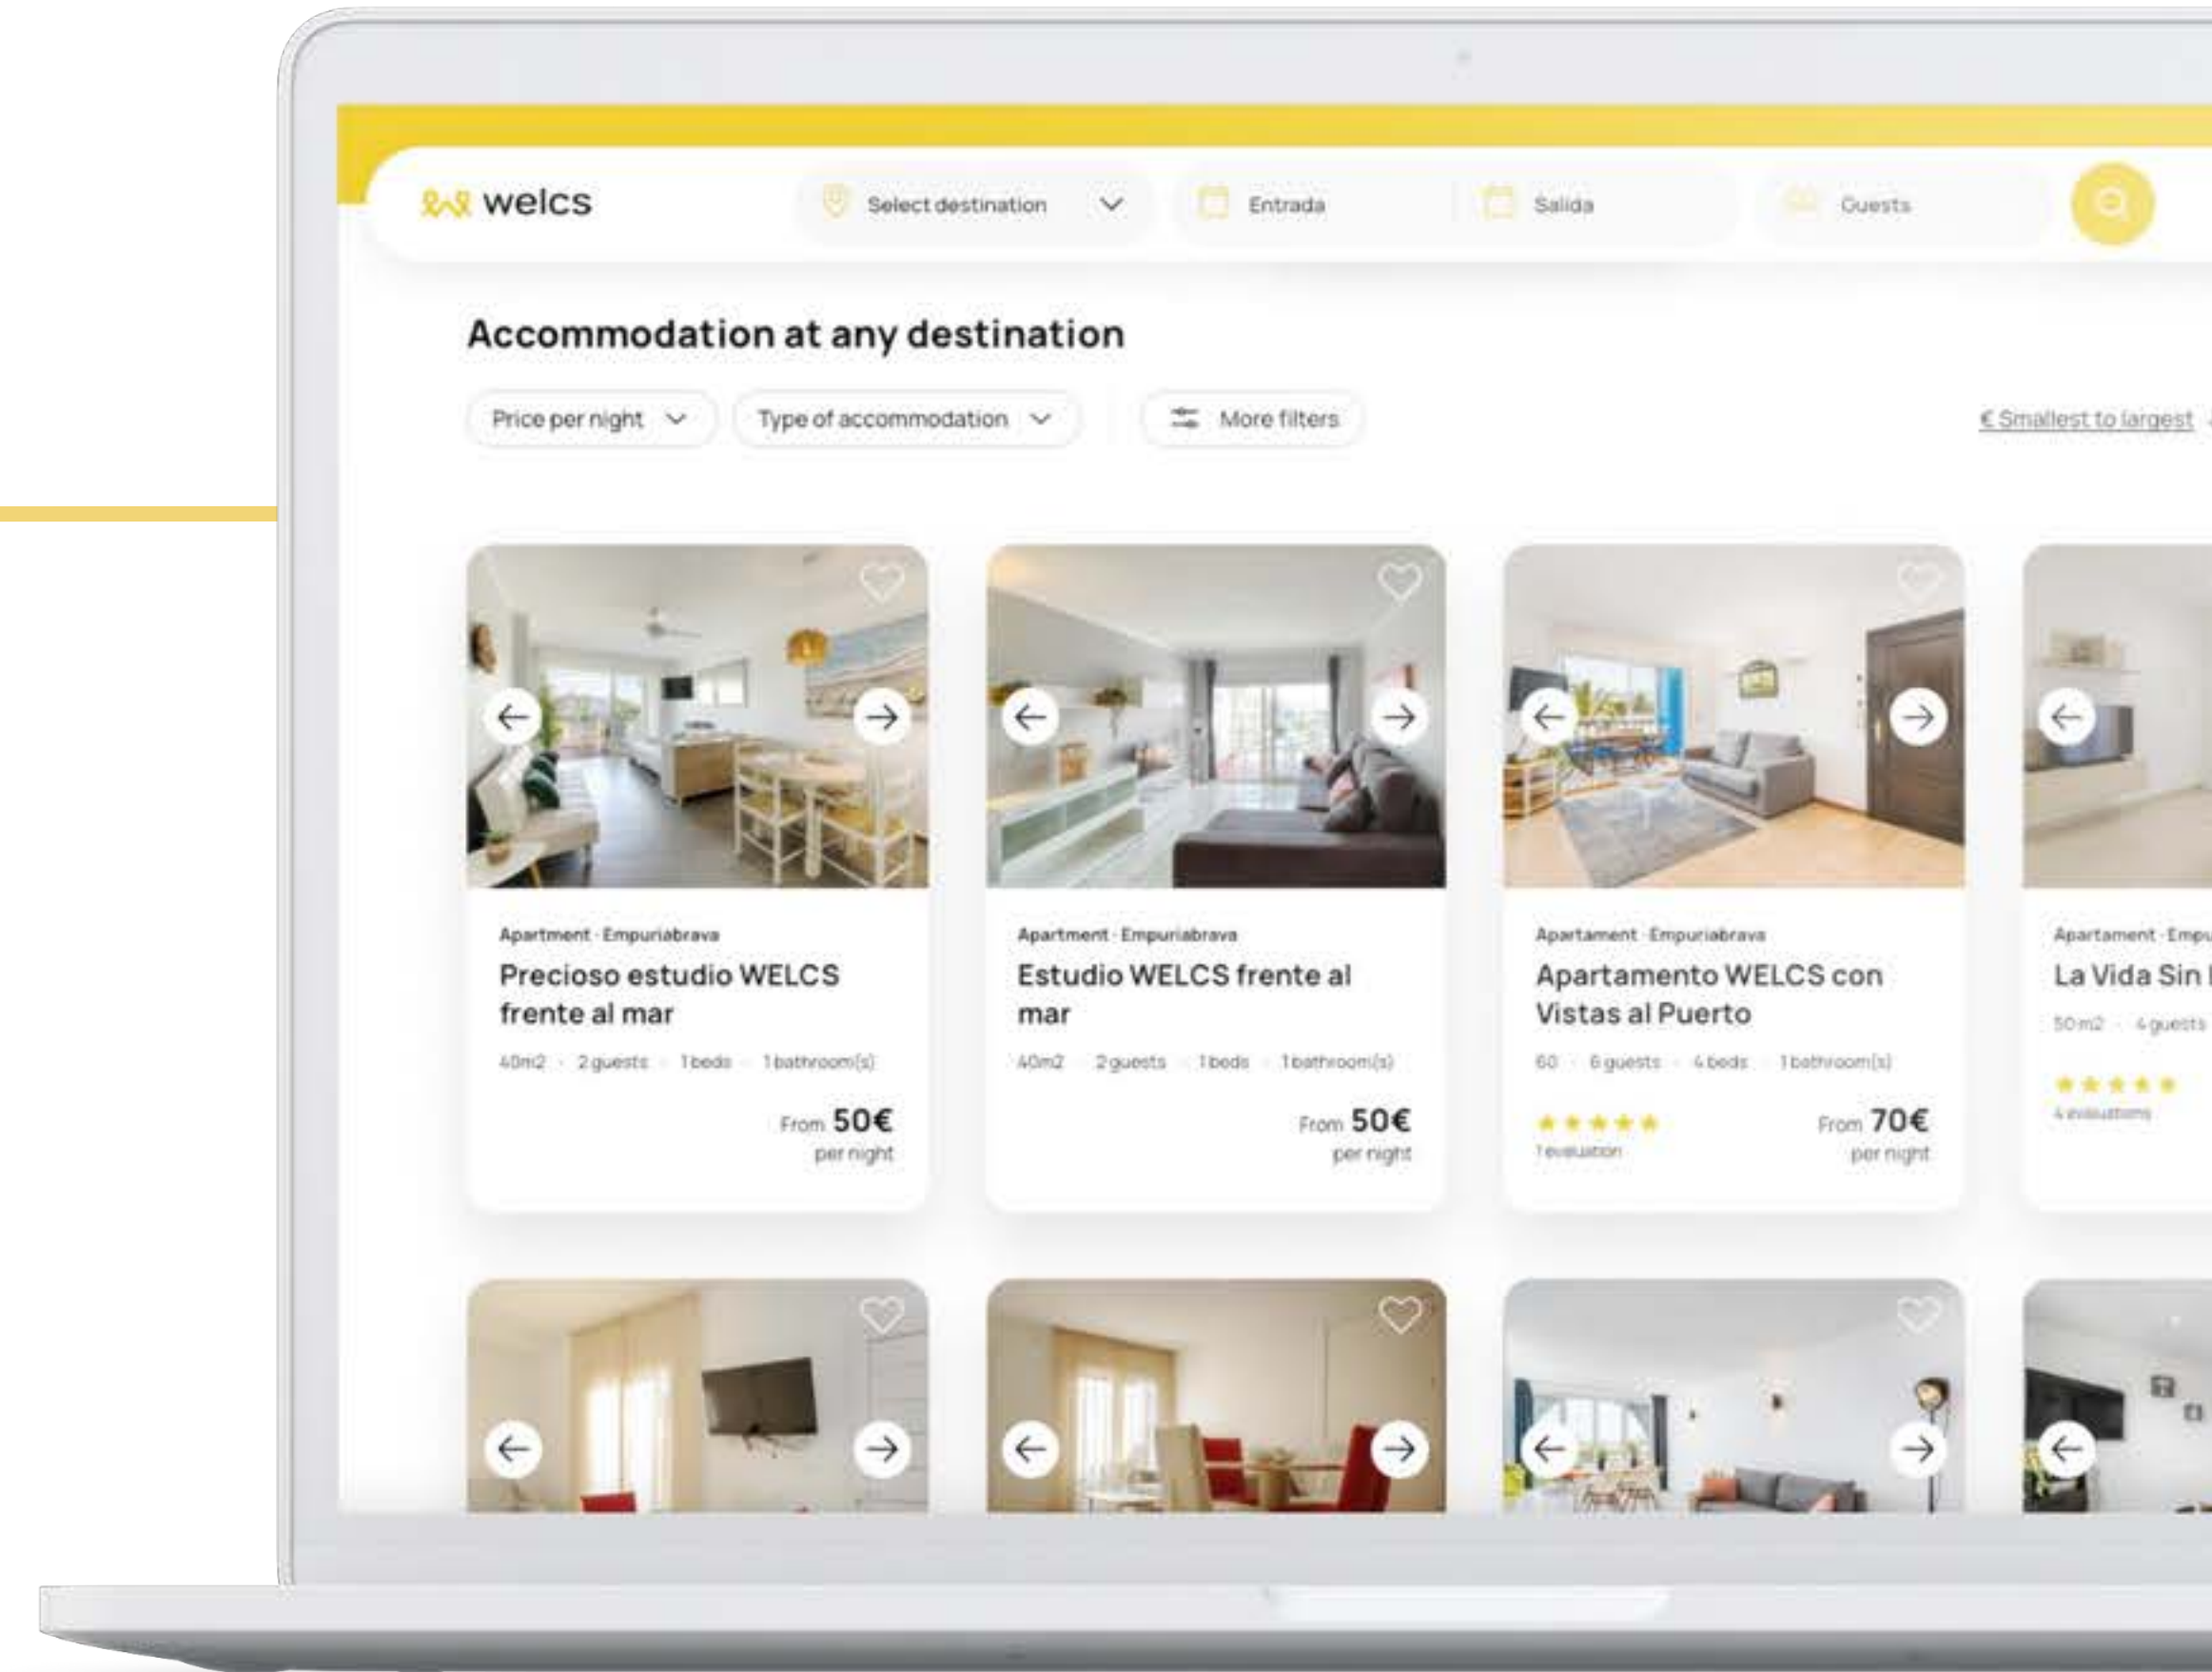 welcs
Select destination
Entrada
Salida
Guests
Accommodation at any destination
Price per night
Type of accommodation
More filters
€ Smallest to largest
Apartment · Empuriabrava
Precioso estudio WELCS
frente al mar
40m2 · 2 guests · 1 beds · 1 bathroom(s)
From 50€
per night
Apartment · Empuriabrava
Estudio WELCS frente al
mar
40m2 · 2 guests · 1 beds · 1 bathroom(s)
From 50€
per night
Apartament · Empuriabrava
Apartamento WELCS con
Vistas al Puerto
60 · 6 guests · 4 beds · 1 bathroom(s)
1 evaluation
From 70€
per night
Apartament ·
La Vida Sin
50 m2 · 4 guests
4 evaluations